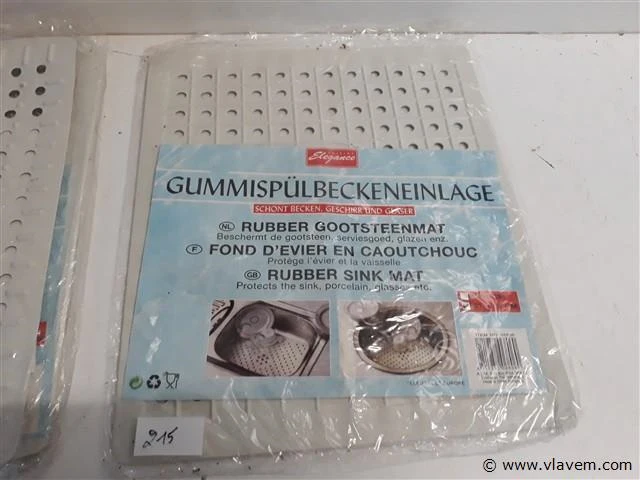 Elegance
GUMMISPÜLBECKENEINLAGE
SCHONT BECKEN, GESCHIRR UND GLÄSER
NL RUBBER GOOTSTEENMAT
Beschermt de gootsteen, serviesgoed, glazen enz.
F FOND D'EVIER EN CAOUTCHOUC
Protège l'évier et la vaisselle
GB RUBBER SINK MAT
Protects the sink, porcelain, glasses etc.
215
© www.vlavem.com